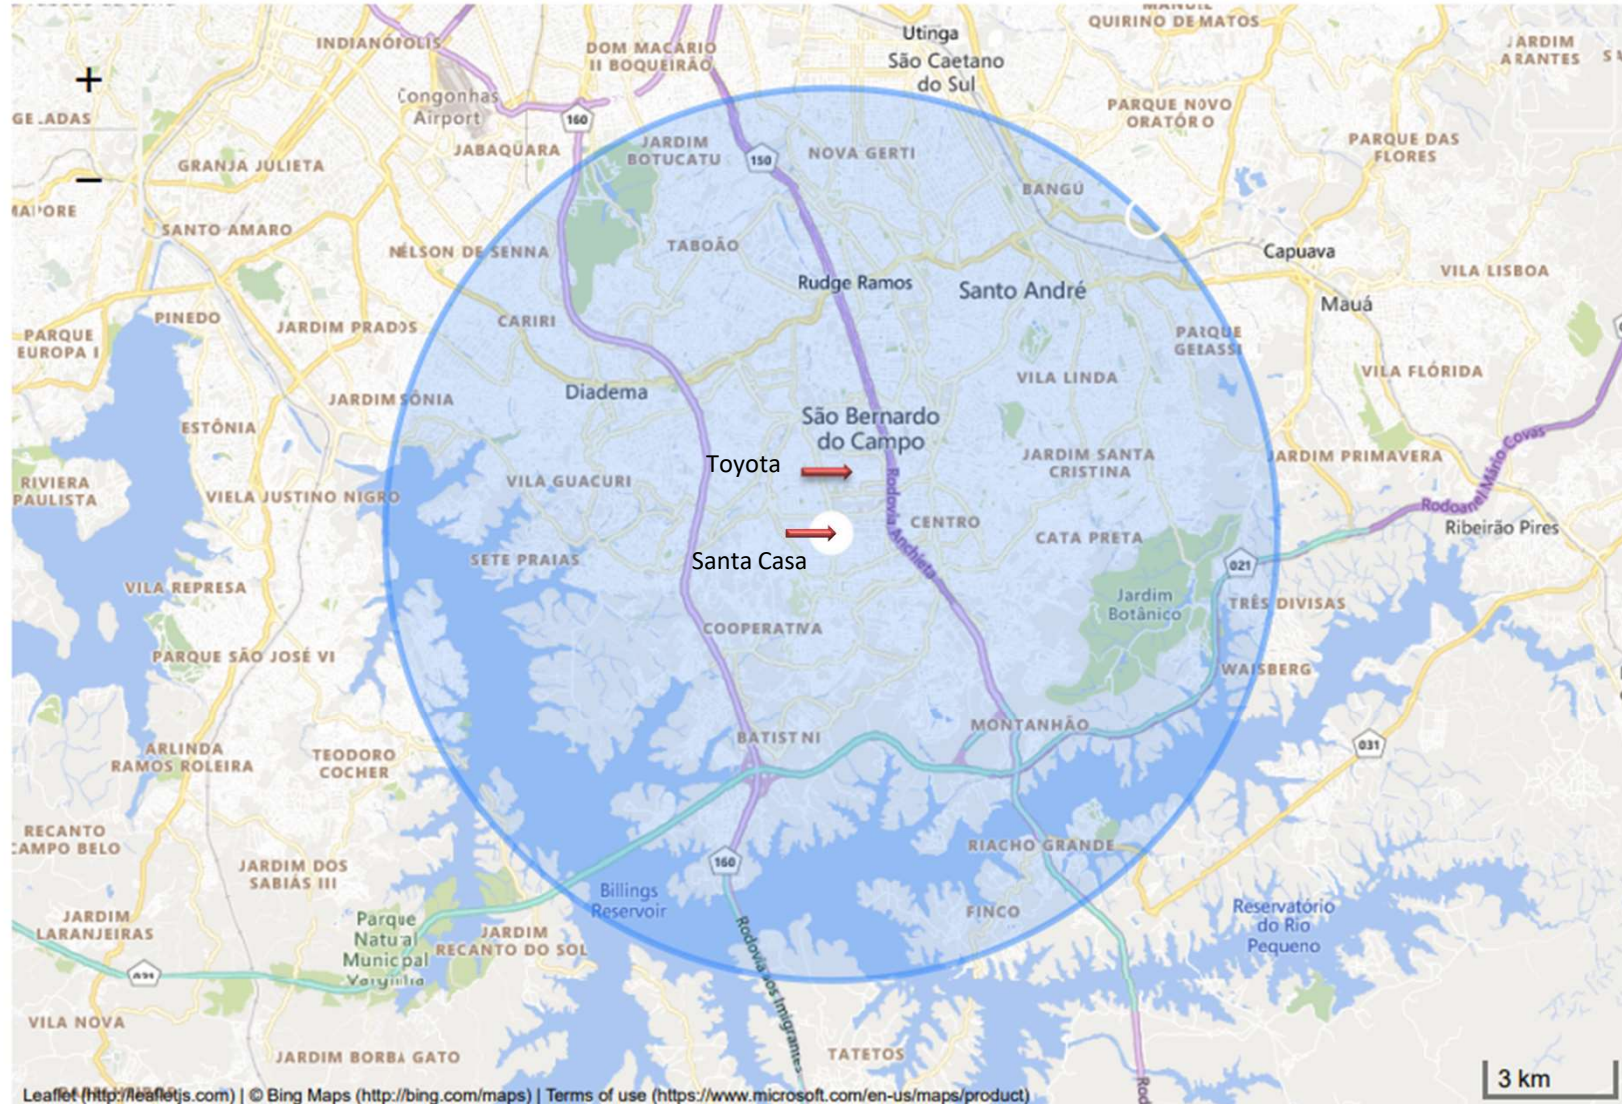 Utinga
São Caetano
do Sul
QUIRINO DE MATOS
JARDIM
ARANTES
INDIANÓPOLIS
DOM MACÁRIO
II BOQUEIRÃO
+
Congonhas
Airport
160
PARQUE NOVO
ORATÓRIO
JABAQUARA
JARDIM
BOTUCATU
150
NOVA GERTI
PARQUE DAS
FLORES
GRANJA JULIETA
−
BANGÚ
SANTO AMARO
NELSON DE SENNA
TABOÃO
Capuava
VILA LISBOA
Rudge Ramos
Santo André
Mauá
PINEDO
JARDIM PRADOS
CARIRI
PARQUE
EUROPA I
PARQUE
GERASSI
VILA LINDA
VILA FLÓRIDA
Diadema
JARDIM SÔNIA
São Bernardo
do Campo
ESTÔNIA
JARDIM SANTA
CRISTINA
JARDIM PRIMAVERA
Toyota
RIVIERA
PAULISTA
VIELA JUSTINO NIGRO
VILA GUACURI
Rodovia Anchieta
Rodoanel Mário Covas
CENTRO
Ribeirão Pires
CATA PRETA
Santa Casa
SETE PRAIAS
021
VILA REPRESA
Jardim
Botânico
TRÊS DIVISAS
COOPERATIVA
PARQUE SÃO JOSÉ VI
WAISBERG
MONTANHÃO
BATISTINI
031
ARLINDA
RAMOS ROLEIRA
TEODORO
COCHER
RECANTO
CAMPO BELO
RIACHO GRANDE
160
JARDIM DOS
SABIÁS III
Billings
Reservoir
FINCO
Reservatório
do Rio
Pequeno
JARDIM
LARANJEIRAS
Parque
Natural
Municipal
Varginha
JARDIM
RECANTO DO SOL
Rodovia dos Imigrantes
021
VILA NOVA
JARDIM BORBA GATO
TATETOS
3 km
Leaflet (http://leafletjs.com) | © Bing Maps (http://bing.com/maps) | Terms of use (https://www.microsoft.com/en-us/maps/product)